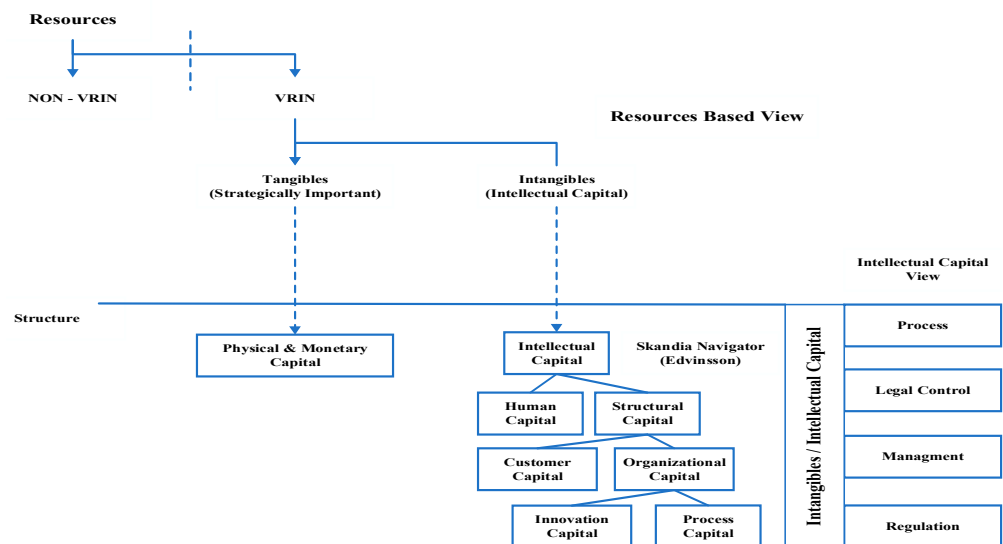 Resources
NON - VRIN
VRIN
Resources Based View
Tangibles
(Strategically Important)
Intangibles
(Intellectual Capital)
Intellectual Capital
View
Structure
Physical & Monetary
Capital
Intellectual
Capital
Skandia Navigator
(Edvinsson)
Human
Capital
Structural
Capital
Customer
Capital
Organizational
Capital
Innovation
Capital
Process
Capital
Intangibles / Intellectual Capital
Process
Legal Control
Managment
Regulation